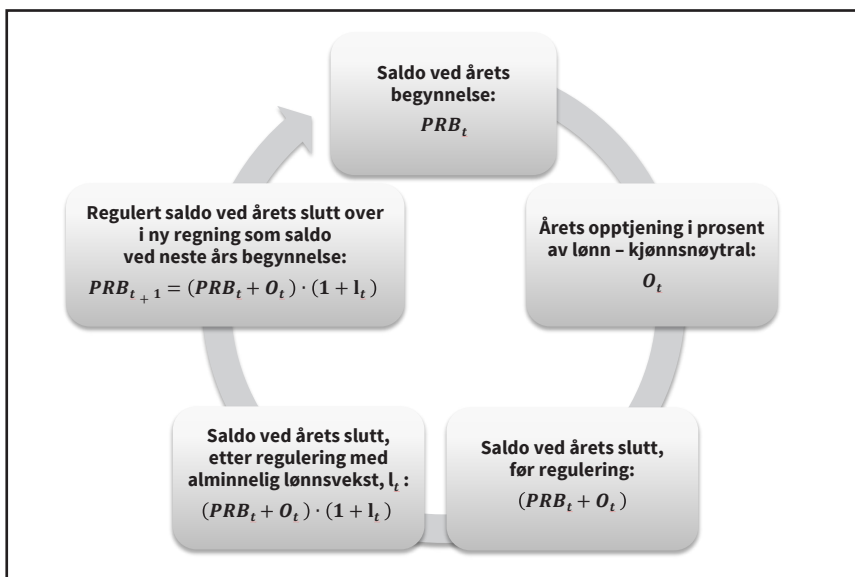 Saldo ved årets
begynnelse:
PRB_t
Årets opptjening i prosent
av lønn – kjønnsnøytral:
O_t
Saldo ved årets slutt,
før regulering:
(PRB_t + O_t)
Saldo ved årets slutt,
etter regulering med
alminnelig lønnsvekst, l_t :
(PRB_t + O_t) · (1 + l_t)
Regulert saldo ved årets slutt over
i ny regning som saldo
ved neste års begynnelse:
PRB_{t + 1} = (PRB_t + O_t) · (1 + l_t)